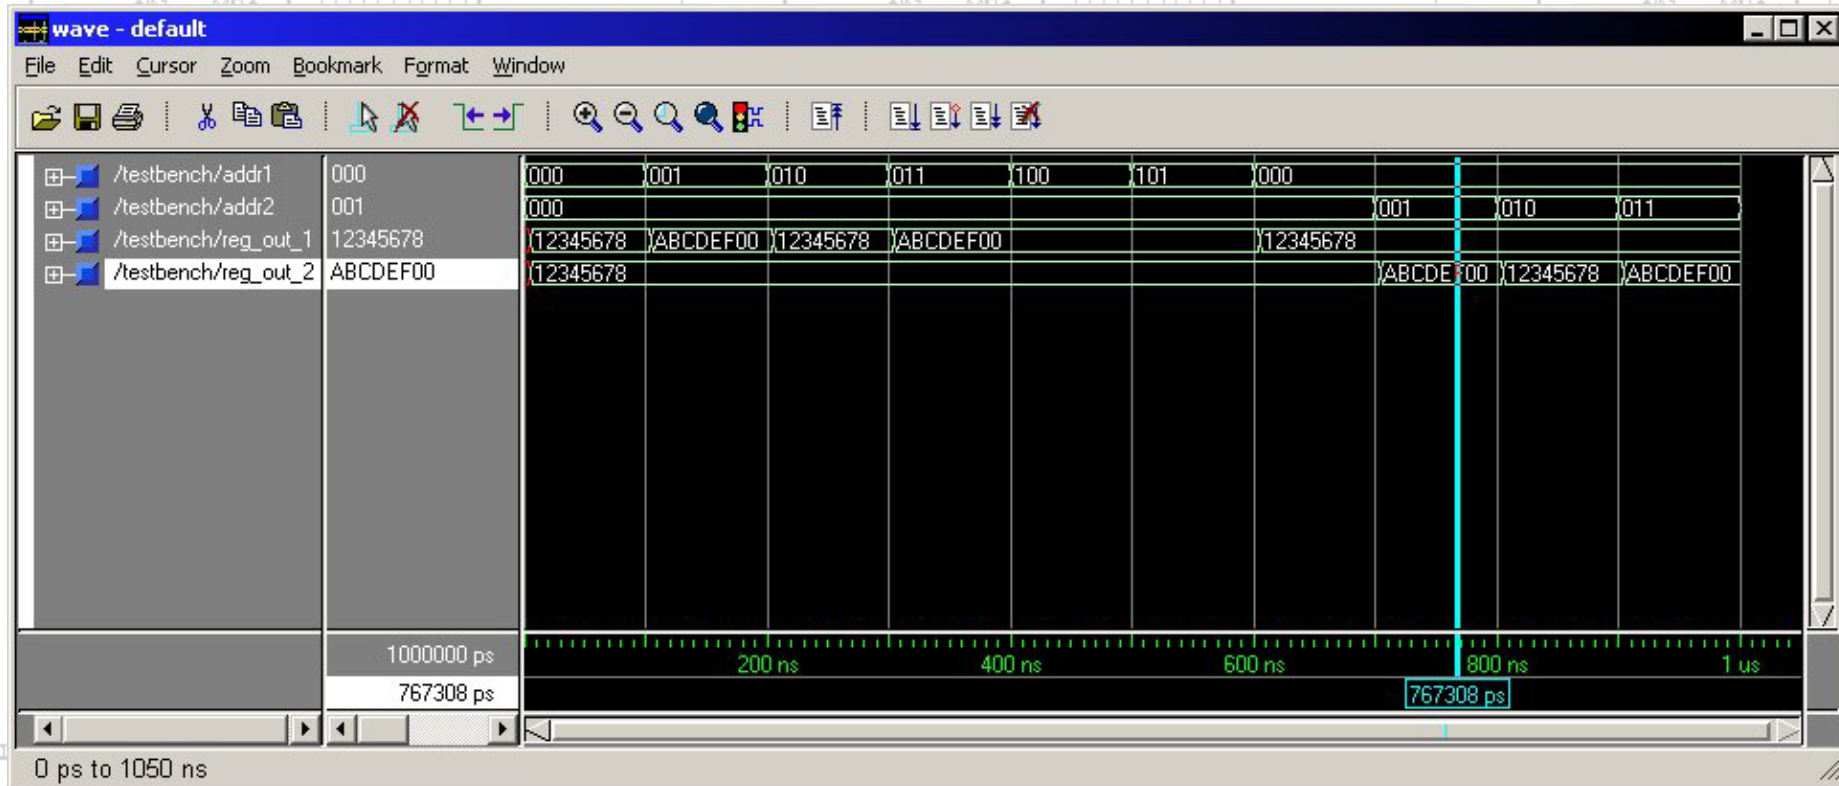 wave - default
File Edit Cursor Zoom Bookmark Format Window
/testbench/addr1 000 000 001 010 011 100 101 000
/testbench/addr2 001 000 001 010 011
/testbench/reg_out_1 12345678 12345678 ABCDEF00 12345678 ABCDEF00 12345678
/testbench/reg_out_2 ABCDEF00 12345678 ABCDEF00 12345678 ABCDEF00
1000000 ps 200 ns 400 ns 600 ns 800 ns 1 us
767308 ps 767308 ps
0 ps to 1050 ns